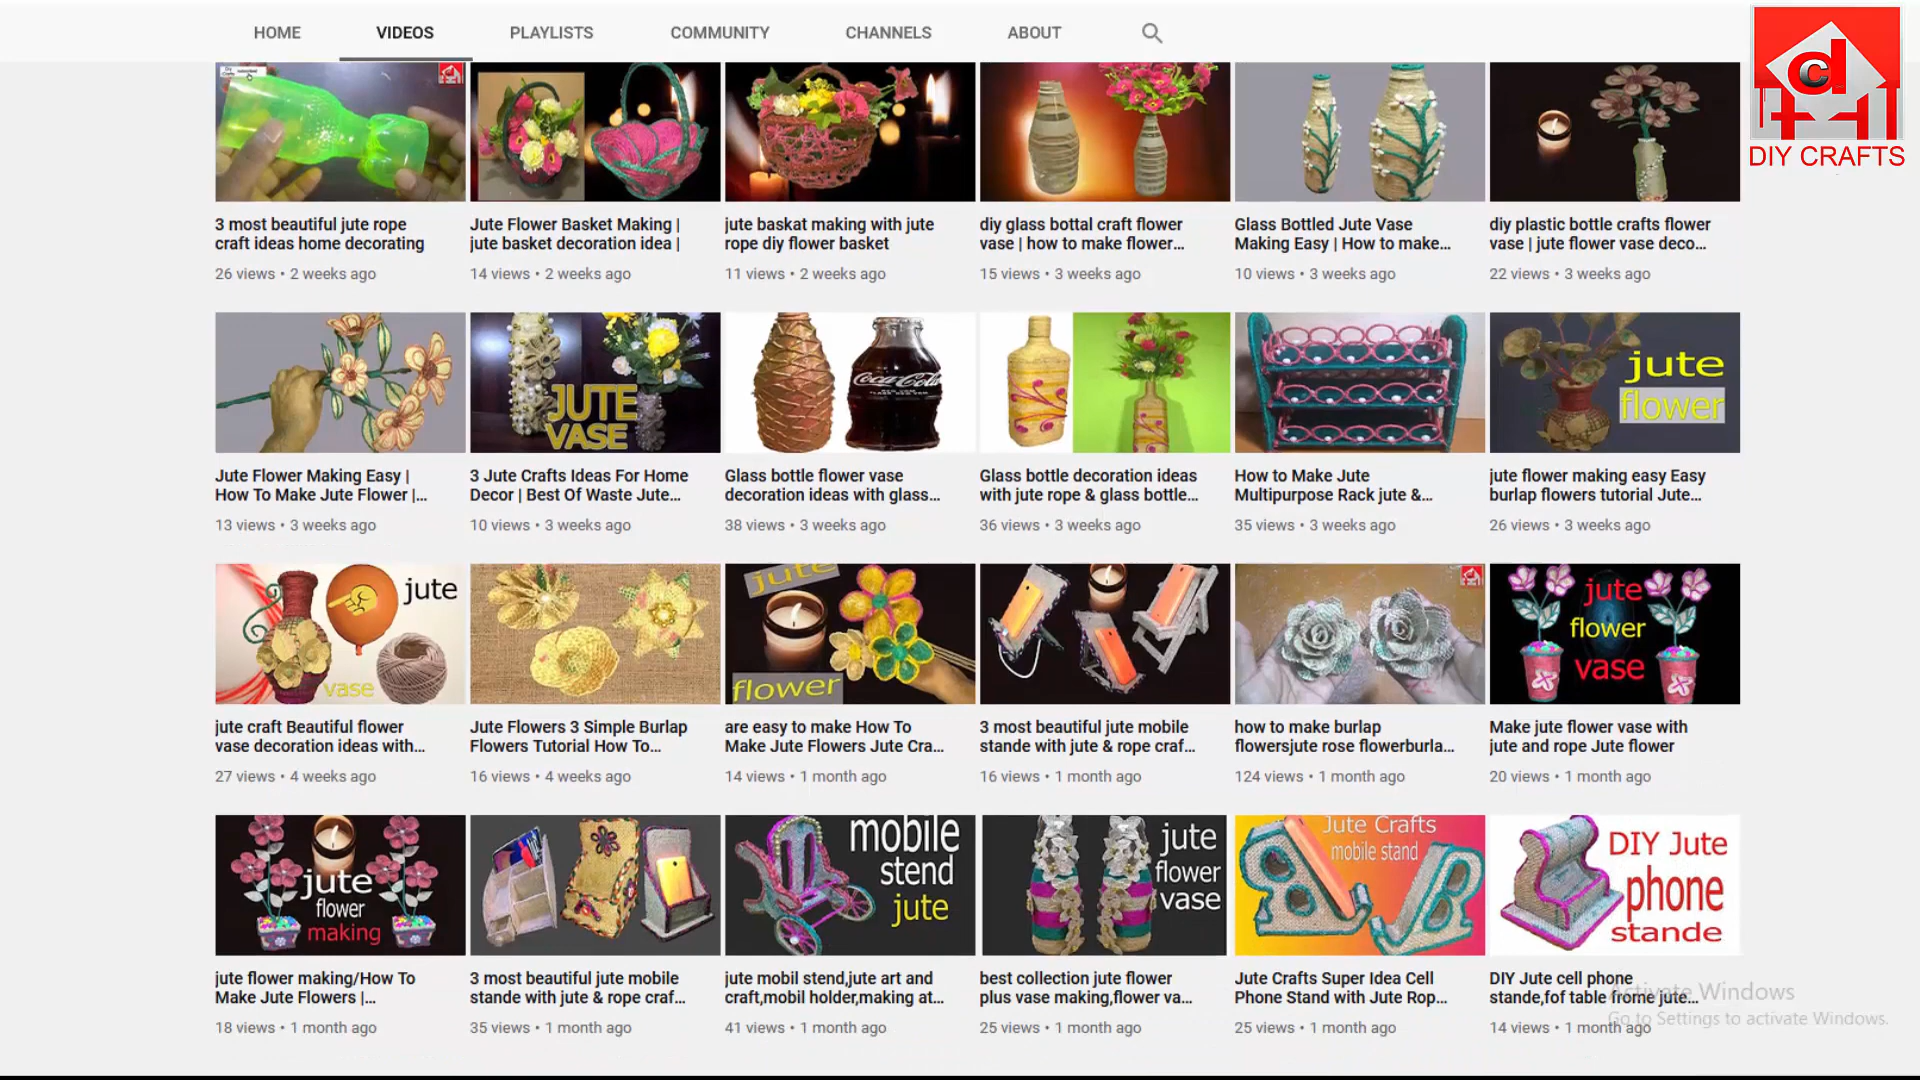 HOME VIDEOS PLAYLISTS COMMUNITY CHANNELS ABOUT
d
DIY CRAFTS
3 most beautiful jute rope
craft ideas home decorating
26 views • 2 weeks ago
Jute Flower Basket Making |
jute basket decoration idea |
14 views • 2 weeks ago
jute baskat making with jute
rope diy flower basket
11 views • 2 weeks ago
diy glass bottal craft flower
vase | how to make flower...
15 views • 3 weeks ago
Glass Bottled Jute Vase
Making Easy | How to make...
10 views • 3 weeks ago
diy plastic bottle crafts flower
vase | jute flower vase deco...
22 views • 3 weeks ago
JUTE
VASE
Coca-Cola
jute
flower
Jute Flower Making Easy |
How To Make Jute Flower |...
13 views • 3 weeks ago
3 Jute Crafts Ideas For Home
Decor | Best Of Waste Jute...
10 views • 3 weeks ago
Glass bottle flower vase
decoration ideas with glass...
38 views • 3 weeks ago
Glass bottle decoration ideas
with jute rope & glass bottle...
36 views • 3 weeks ago
How to Make Jute
Multipurpose Rack jute &...
35 views • 3 weeks ago
jute flower making easy Easy
burlap flowers tutorial Jute...
26 views • 3 weeks ago
jute
vase
jute
flower
jute
flower
vase
jute craft Beautiful flower
vase decoration ideas with...
27 views • 4 weeks ago
Jute Flowers 3 Simple Burlap
Flowers Tutorial How To...
16 views • 4 weeks ago
are easy to make How To
Make Jute Flowers Jute Cra...
14 views • 1 month ago
3 most beautiful jute mobile
stande with jute & rope craf...
16 views • 1 month ago
how to make burlap
flowersjute rose flowerburla...
124 views • 1 month ago
Make jute flower vase with
jute and rope Jute flower
20 views • 1 month ago
jute
flower
making
mobile
stend
jute
jute
flower
vase
Jute Crafts
mobile stand
DIY Jute
phone
stande
jute flower making/How To
Make Jute Flowers |...
18 views • 1 month ago
3 most beautiful jute mobile
stande with jute & rope craf...
35 views • 1 month ago
jute mobil stend,jute art and
craft,mobil holder,making at...
41 views • 1 month ago
best collection jute flower
plus vase making,flower va...
25 views • 1 month ago
Jute Crafts Super Idea Cell
Phone Stand with Jute Rop...
25 views • 1 month ago
DIY Jute cell phone
stande,fof table frome jute...
14 views • 1 month ago
Activate Windows
Go to Settings to activate Windows.